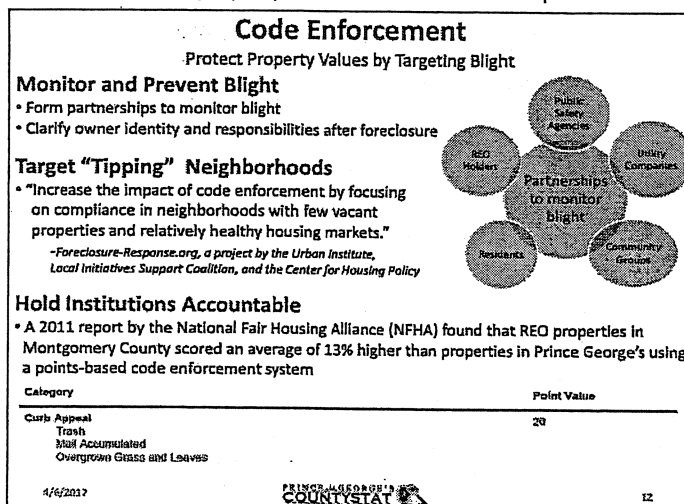 Code Enforcement
Protect Property Values by Targeting Blight
Monitor and Prevent Blight
• Form partnerships to monitor blight
• Clarify owner identity and responsibilities after foreclosure
Target "Tipping" Neighborhoods
• "Increase the impact of code enforcement by focusing
on compliance in neighborhoods with few vacant
properties and relatively healthy housing markets."
-Foreclosure-Response.org, a project by the Urban Institute,
Local Initiatives Support Coalition, and the Center for Housing Policy
Public
Safety
Agencies
REO
Holders
Utility
Companies
Partnerships
to monitor
blight
Residents
Community
Groups
Hold Institutions Accountable
• A 2011 report by the National Fair Housing Alliance (NFHA) found that REO properties in
Montgomery County scored an average of 13% higher than properties in Prince George's using
a points-based code enforcement system
Category Point Value
Curb Appeal 20
Trash
Mail Accumulated
Overgrown Grass and Leaves
4/6/2012
PRINCE GEORGE'S
COUNTYSTAT
12